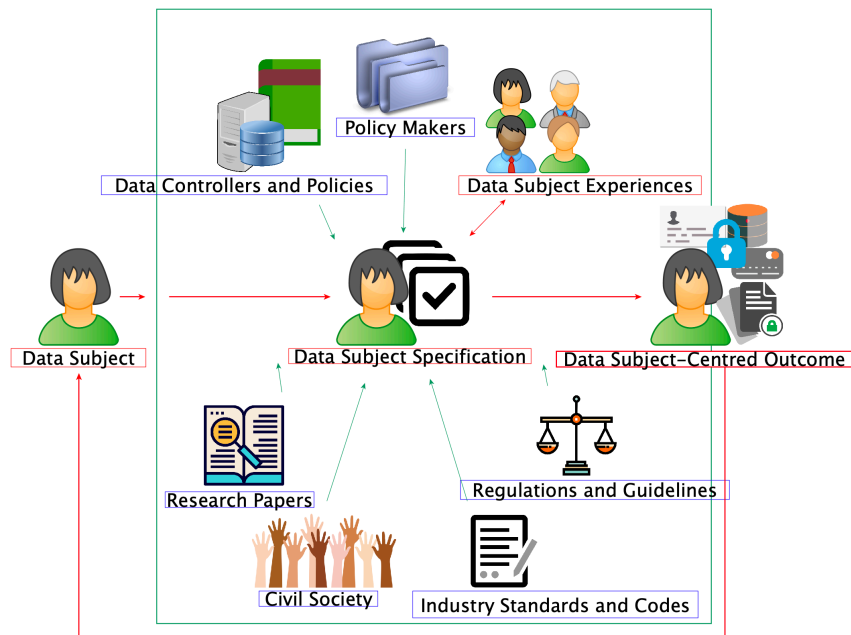 Policy Makers
Data Controllers and Policies
Data Subject Experiences
Data Subject
Data Subject Specification
Data Subject-Centred Outcome
Research Papers
Regulations and Guidelines
Civil Society
Industry Standards and Codes